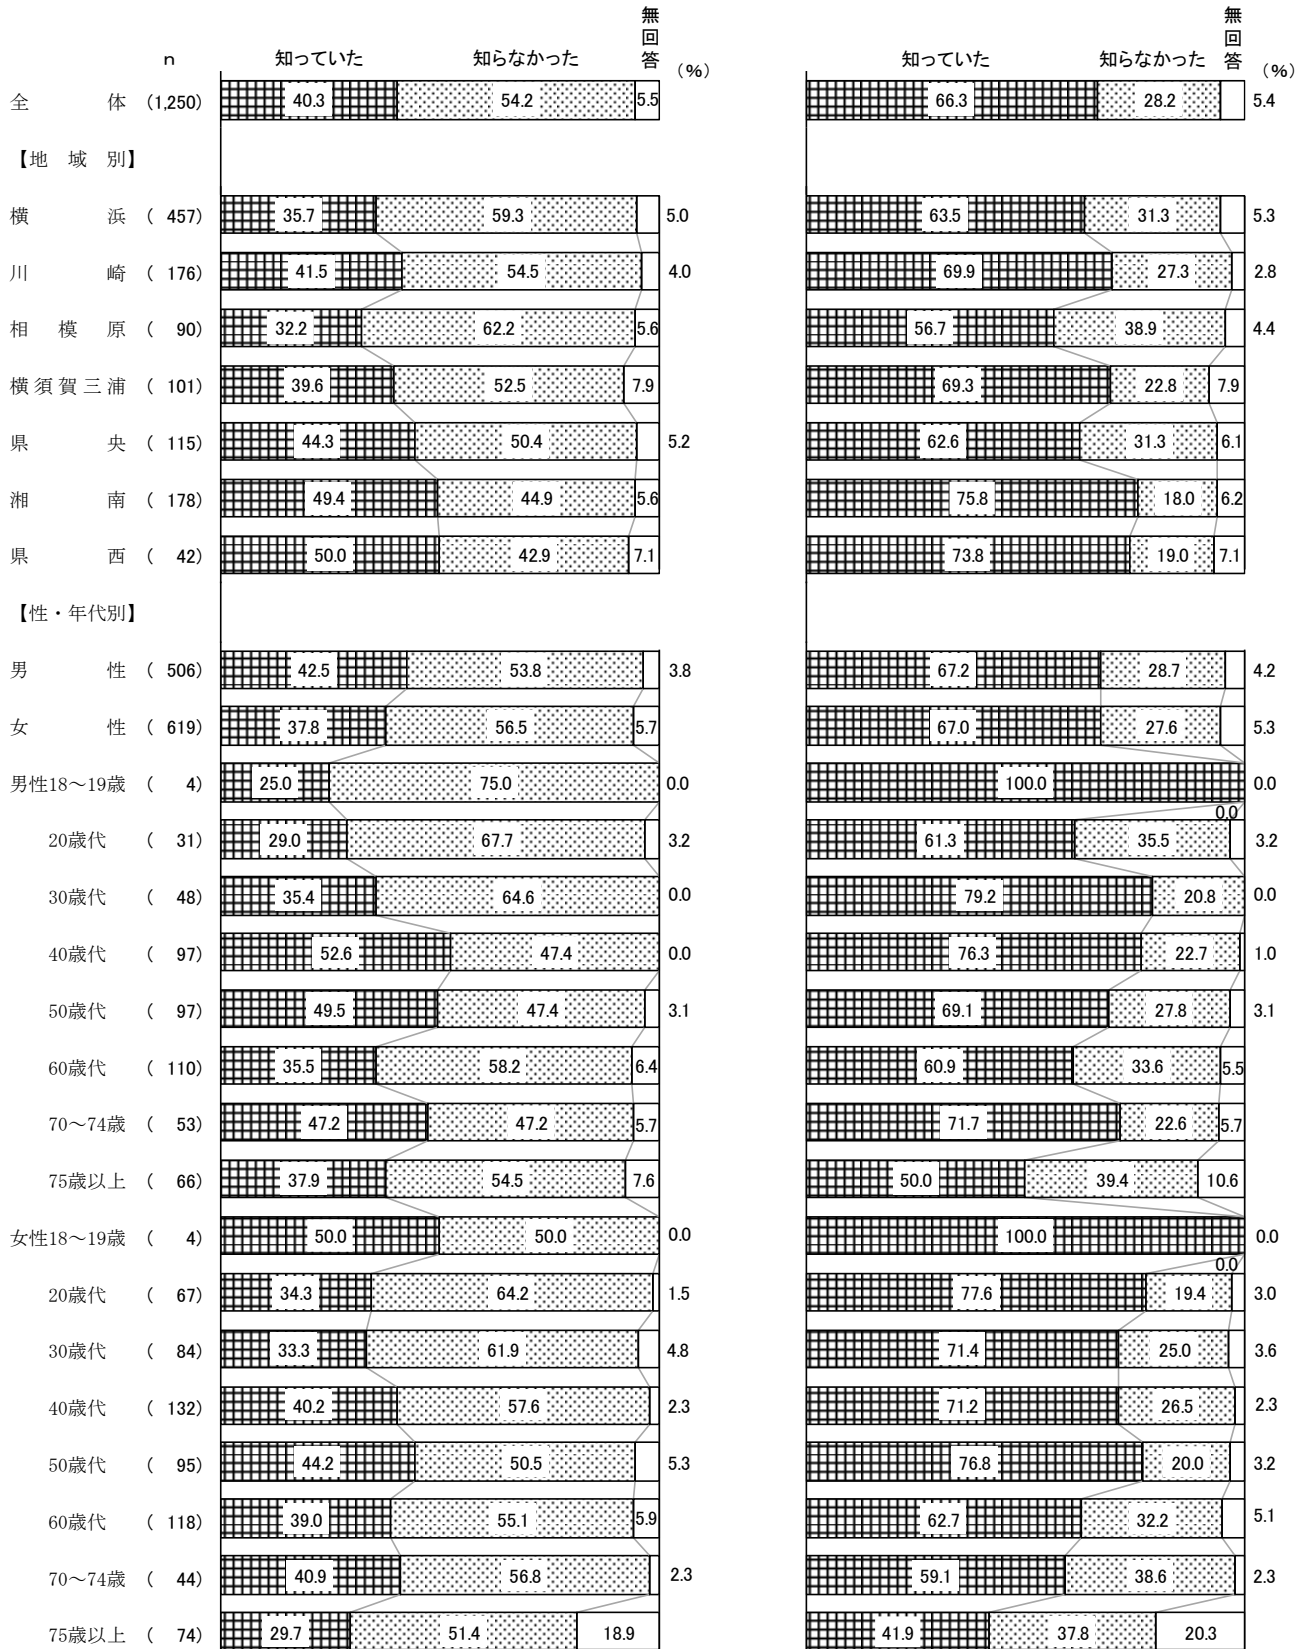 無回答 無回答
n 知っていた 知らなかった (%) 知っていた 知らなかった (%)
全体 (1,250) 40.3 54.2 5.5 66.3 28.2 5.4
【地域別】
横浜 ( 457) 35.7 59.3 5.0 63.5 31.3 5.3
川崎 ( 176) 41.5 54.5 4.0 69.9 27.3 2.8
相模原 ( 90) 32.2 62.2 5.6 56.7 38.9 4.4
横須賀三浦 ( 101) 39.6 52.5 7.9 69.3 22.8 7.9
県央 ( 115) 44.3 50.4 5.2 62.6 31.3 6.1
湘南 ( 178) 49.4 44.9 5.6 75.8 18.0 6.2
県西 ( 42) 50.0 42.9 7.1 73.8 19.0 7.1
【性・年代別】
男性 ( 506) 42.5 53.8 3.8 67.2 28.7 4.2
女性 ( 619) 37.8 56.5 5.7 67.0 27.6 5.3
男性18～19歳 ( 4) 25.0 75.0 0.0 100.0 0.0
0.0
20歳代 ( 31) 29.0 67.7 3.2 61.3 35.5 3.2
30歳代 ( 48) 35.4 64.6 0.0 79.2 20.8 0.0
40歳代 ( 97) 52.6 47.4 0.0 76.3 22.7 1.0
50歳代 ( 97) 49.5 47.4 3.1 69.1 27.8 3.1
60歳代 ( 110) 35.5 58.2 6.4 60.9 33.6 5.5
70～74歳 ( 53) 47.2 47.2 5.7 71.7 22.6 5.7
75歳以上 ( 66) 37.9 54.5 7.6 50.0 39.4 10.6
女性18～19歳 ( 4) 50.0 50.0 0.0 100.0 0.0
0.0
20歳代 ( 67) 34.3 64.2 1.5 77.6 19.4 3.0
30歳代 ( 84) 33.3 61.9 4.8 71.4 25.0 3.6
40歳代 ( 132) 40.2 57.6 2.3 71.2 26.5 2.3
50歳代 ( 95) 44.2 50.5 5.3 76.8 20.0 3.2
60歳代 ( 118) 39.0 55.1 5.9 62.7 32.2 5.1
70～74歳 ( 44) 40.9 56.8 2.3 59.1 38.6 2.3
75歳以上 ( 74) 29.7 51.4 18.9 41.9 37.8 20.3